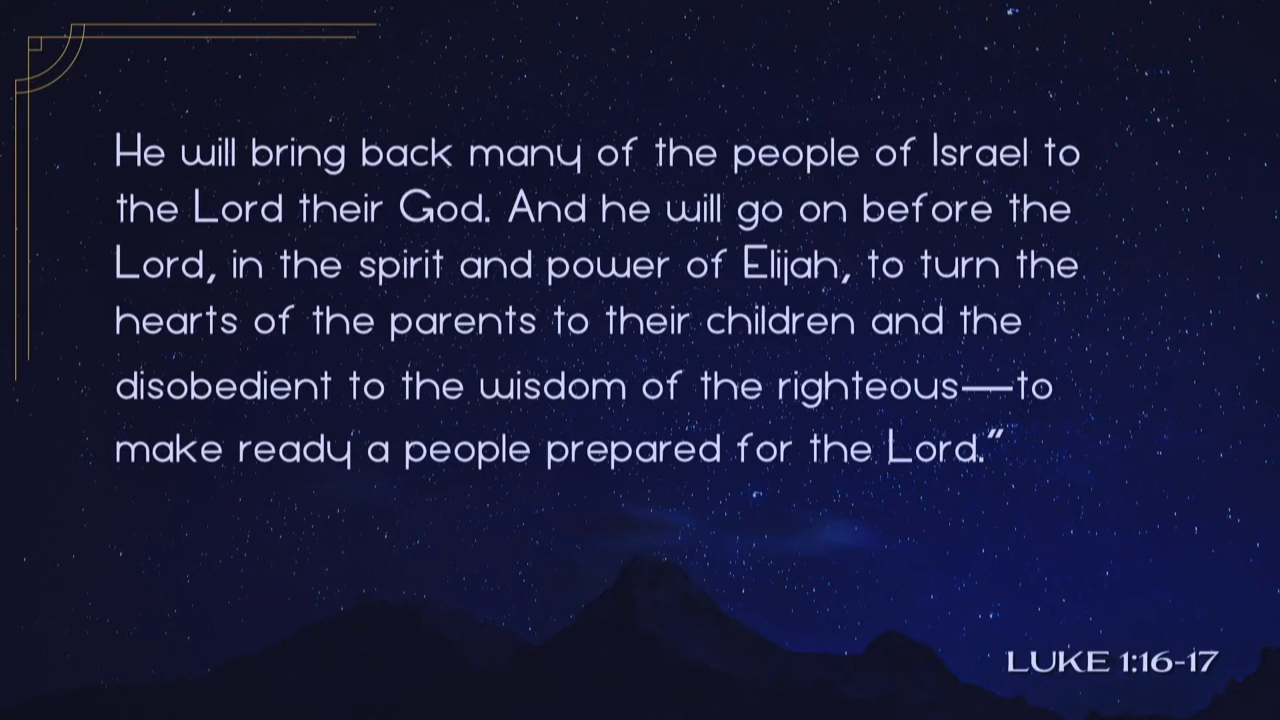 He will bring back many of the people of Israel to
the Lord their God. And he will go on before the
Lord, in the spirit and power of Elijah, to turn the
hearts of the parents to their children and the
disobedient to the wisdom of the righteous—to
make ready a people prepared for the Lord.”
LUKE 1:16-17